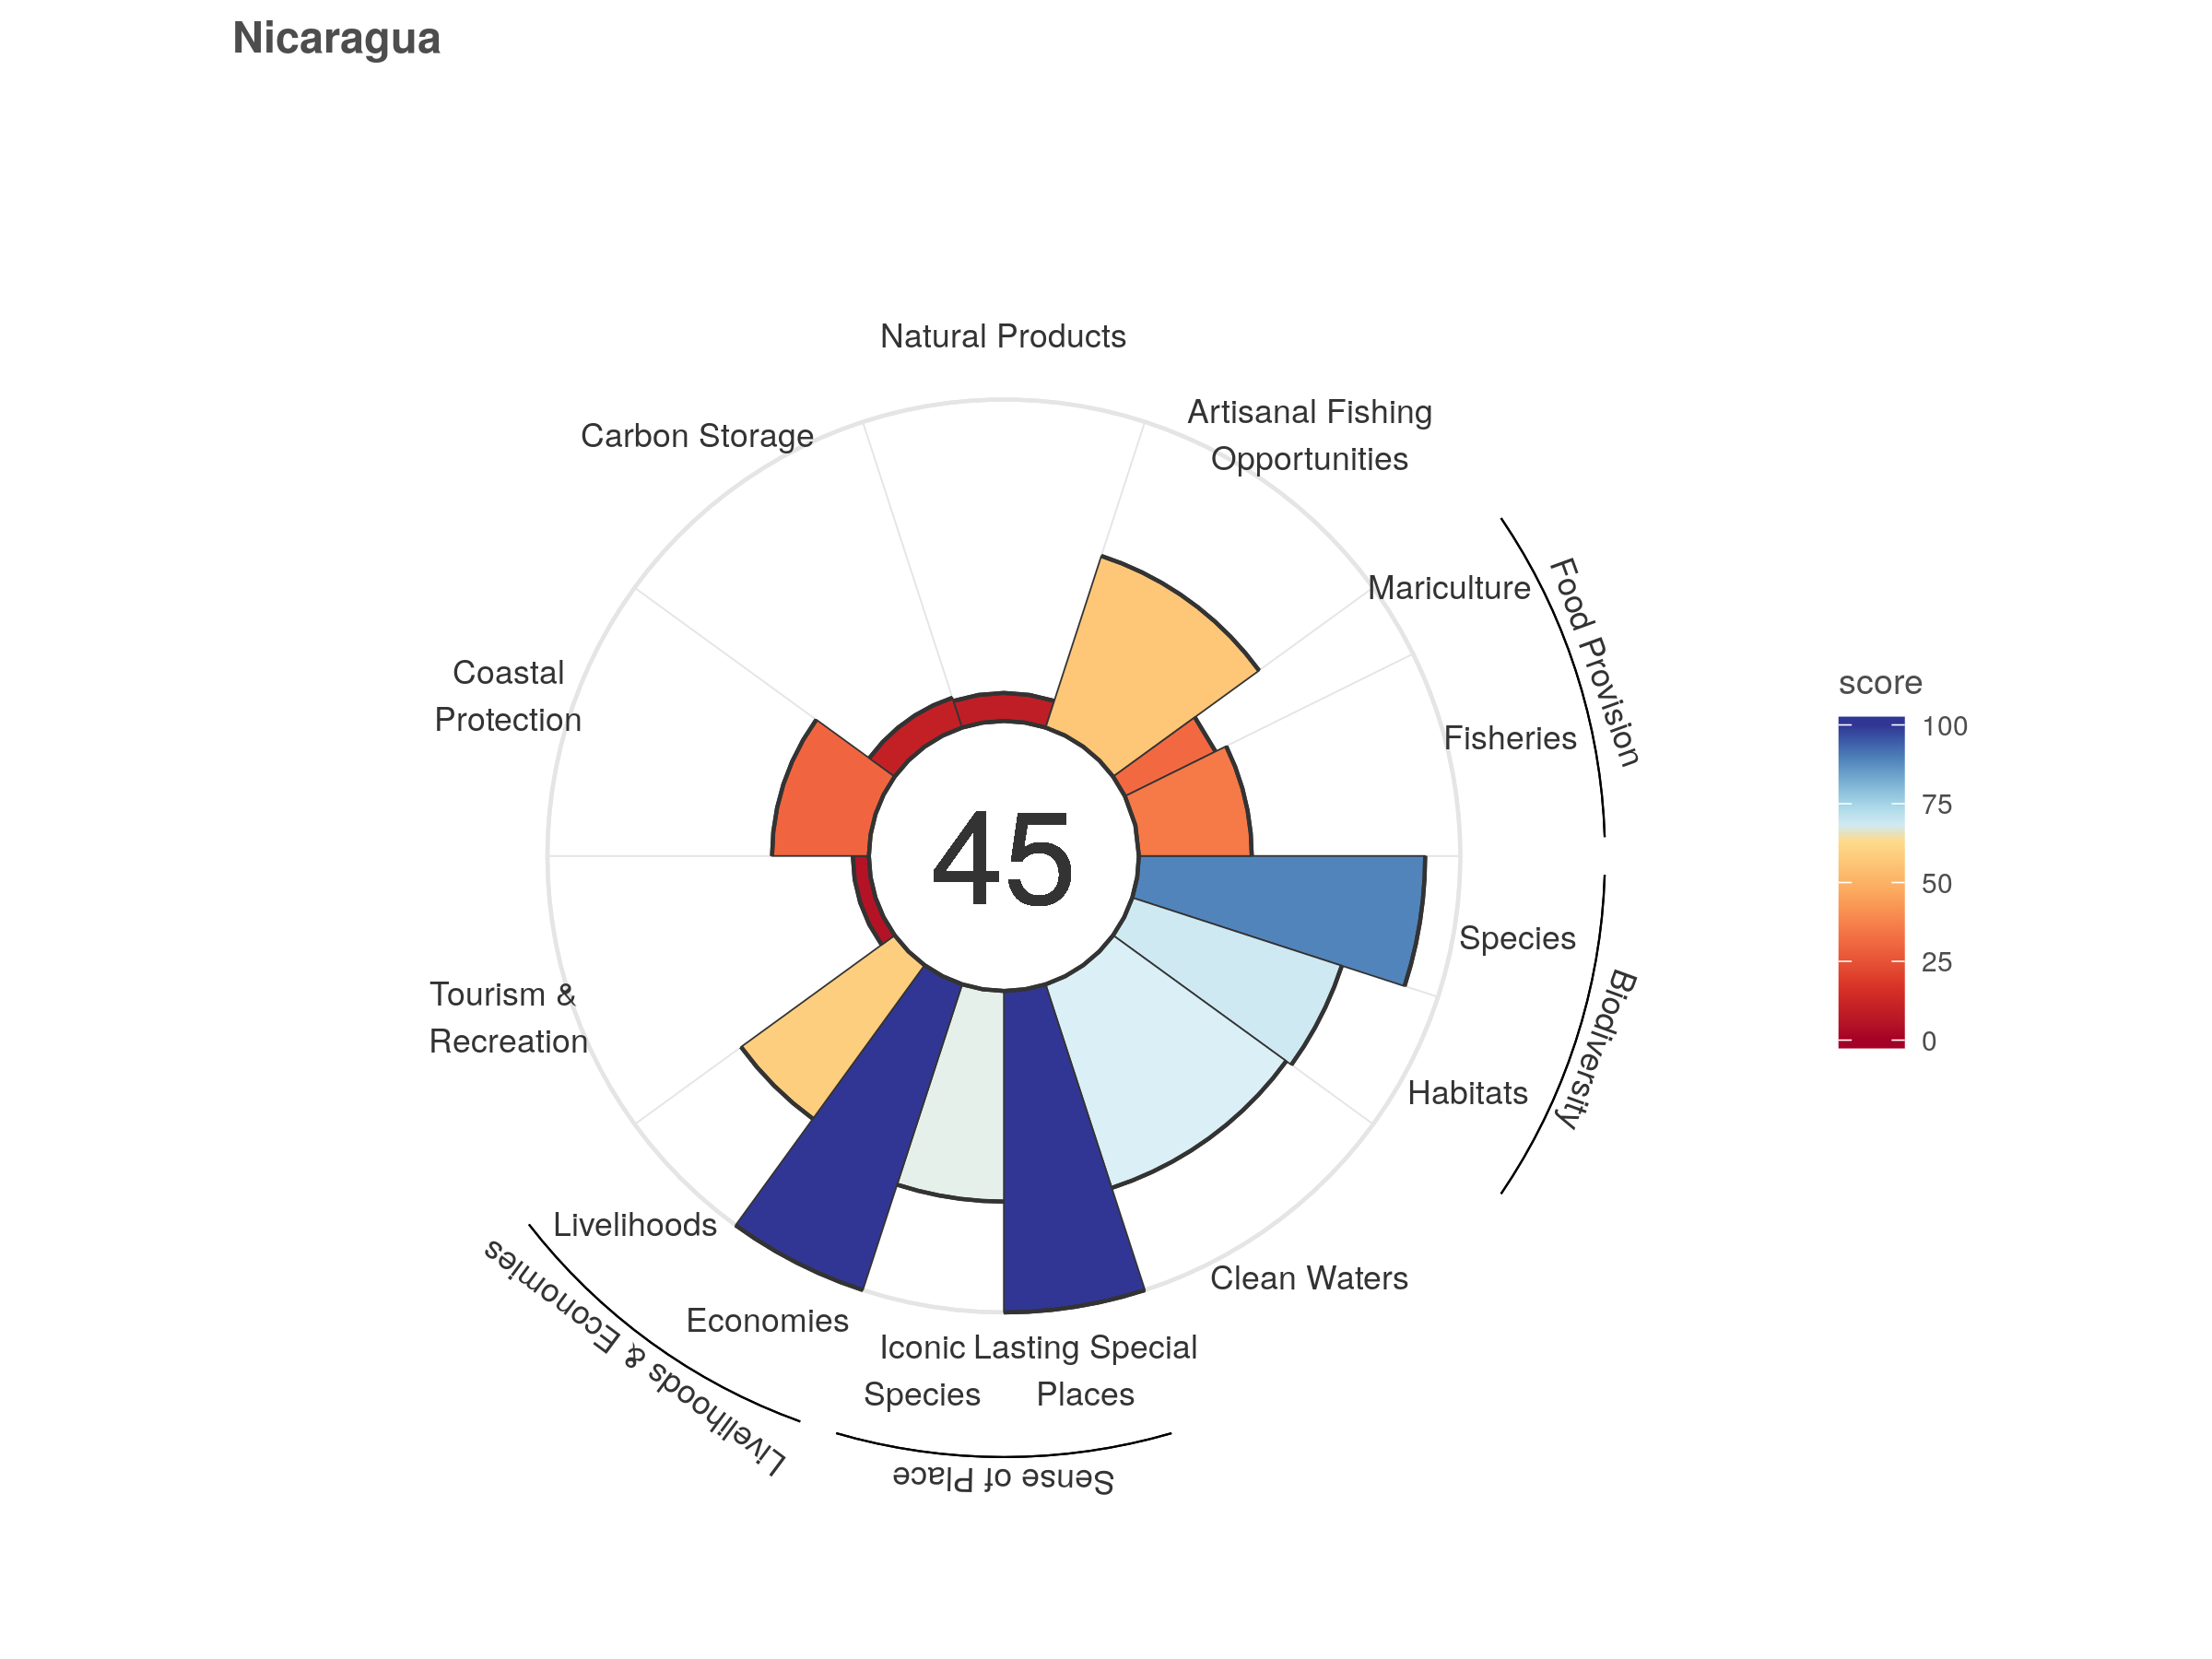 Nicaragua
Natural Products
Artisanal Fishing
Opportunities
Carbon Storage
Mariculture
Food Provision
Coastal
Protection
Fisheries
score
100
75
50
25
0
45
Species
Biodiversity
Tourism &
Recreation
Habitats
Livelihoods
Clean Waters
Livelihoods & Economies
Economies
Iconic
Species
Lasting Special
Places
Sense of Place